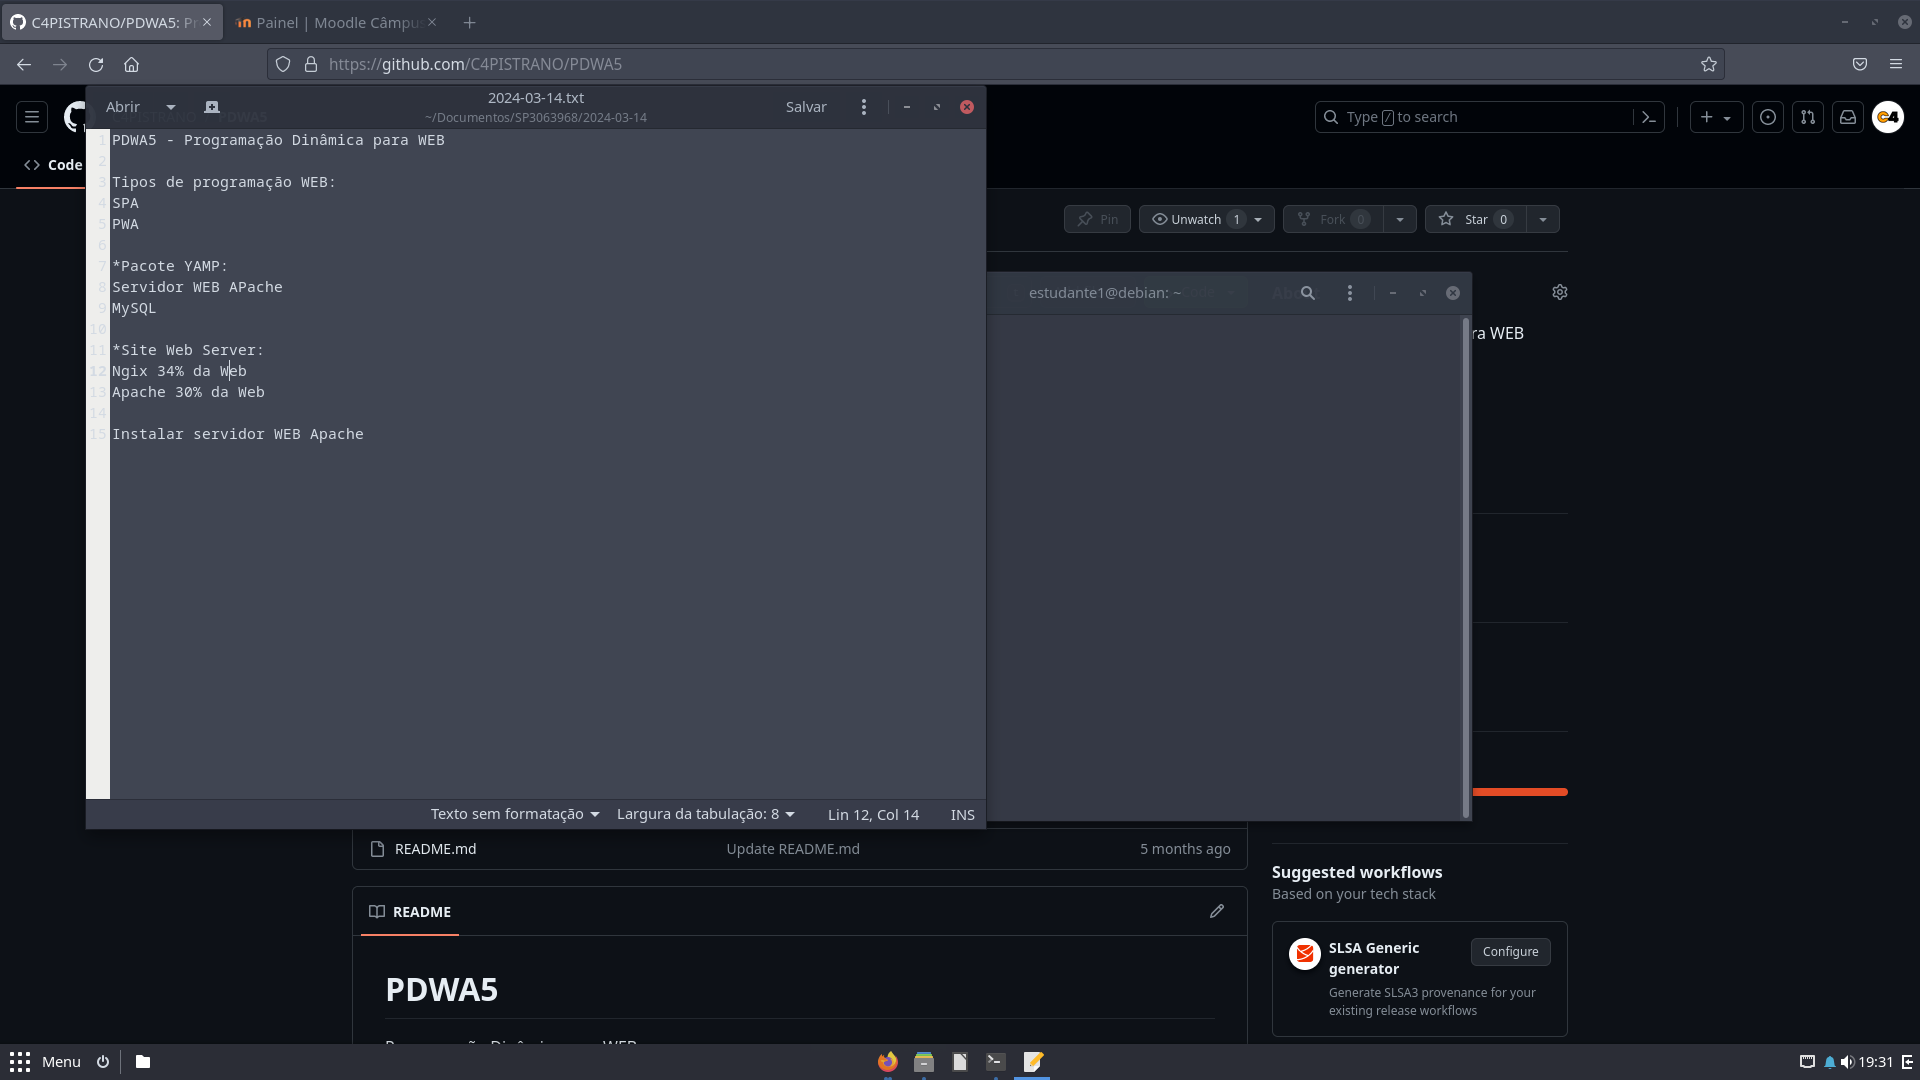 C4PISTRANO/PDWA5: Pr
Painel | Moodle Câmpu
https://github.com/C4PISTRANO/PDWA5
Abrir
2024-03-14.txt
~/Documentos/SP3063968/2024-03-14
Salvar
Type / to search
C4
Code
1 PDWA5 - Programação Dinâmica para WEB
2
3 Tipos de programação WEB:
4 SPA
5 PWA
6
7 *Pacote YAMP:
8 Servidor WEB APache
9 MySQL
10
11 *Site Web Server:
12 Ngix 34% da Web
13 Apache 30% da Web
14
15 Instalar servidor WEB Apache
Texto sem formatação
Largura da tabulação: 8
Lin 12, Col 14
INS
Pin
Unwatch 1
Fork 0
Star 0
estudante1@debian: ~
ra WEB
README.md
Update README.md
5 months ago
README
PDWA5
Suggested workflows
Based on your tech stack
SLSA Generic
generator
Configure
Generate SLSA3 provenance for your
existing release workflows
Menu
19:31